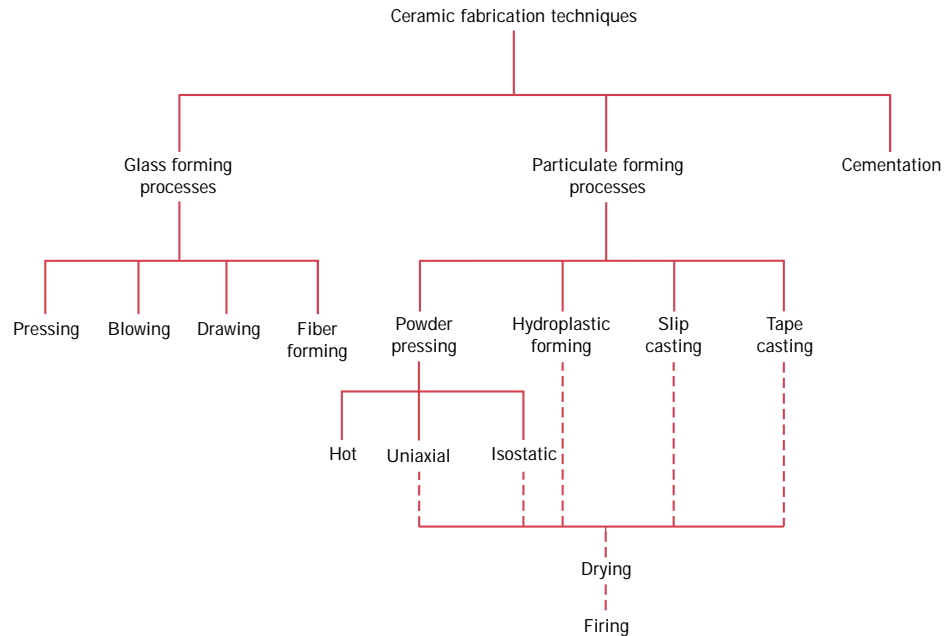 Ceramic fabrication techniques
Glass forming
processes
Particulate forming
processes
Cementation
Pressing
Blowing
Drawing
Fiber
forming
Powder
pressing
Hydroplastic
forming
Slip
casting
Tape
casting
Hot
Uniaxial
Isostatic
Drying
Firing